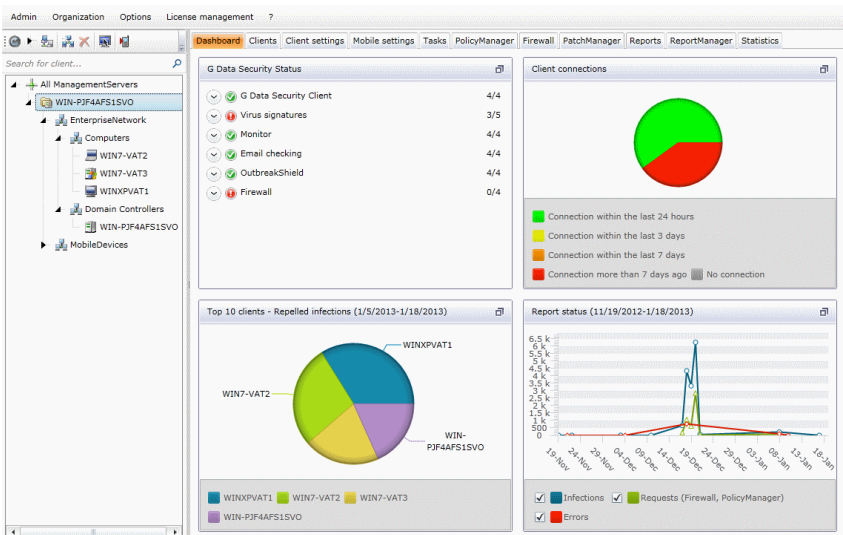 Admin Organization Options License management ?
Dashboard Clients Client settings Mobile settings Tasks PolicyManager Firewall PatchManager Reports ReportManager Statistics
Search for client...
All ManagementServers
WIN-PJF4AFS1SVO
EnterpriseNetwork
Computers
WIN7-VAT2
WIN7-VAT3
WINXPVAT1
Domain Controllers
WIN-PJF4AFS1SVO
MobileDevices
G Data Security Status
G Data Security Client 4/4
Virus signatures 3/5
Monitor 4/4
Email checking 4/4
OutbreakShield 4/4
Firewall 0/4
Client connections
Connection within the last 24 hours
Connection within the last 3 days
Connection within the last 7 days
Connection more than 7 days ago No connection
Top 10 clients - Repelled infections (1/5/2013-1/18/2013)
WINXPVAT1
WIN7-VAT2
WIN-
PJF4AFS1SVO
WINXPVAT1 WIN7-VAT2 WIN7-VAT3
WIN-PJF4AFS1SVO
Report status (11/19/2012-1/18/2013)
6.5 k
6 k
5.5 k
5 k
4.5 k
4 k
3.5 k
3 k
2.5 k
2 k
1.5 k
1 k
500
0
19-Nov 24-Nov 29-Nov 04-Dec 09-Dec 14-Dec 19-Dec 24-Dec 29-Dec 03-Jan 08-Jan 13-Jan 18-Jan
Infections Requests (Firewall, PolicyManager)
Errors